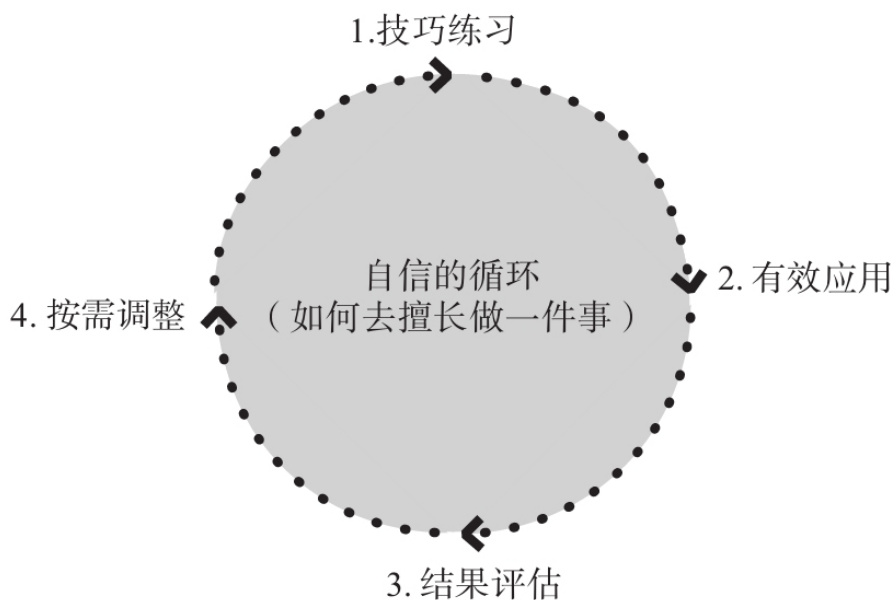 1.技巧练习
自信的循环
（如何去擅长做一件事）
2. 有效应用
3. 结果评估
4. 按需调整